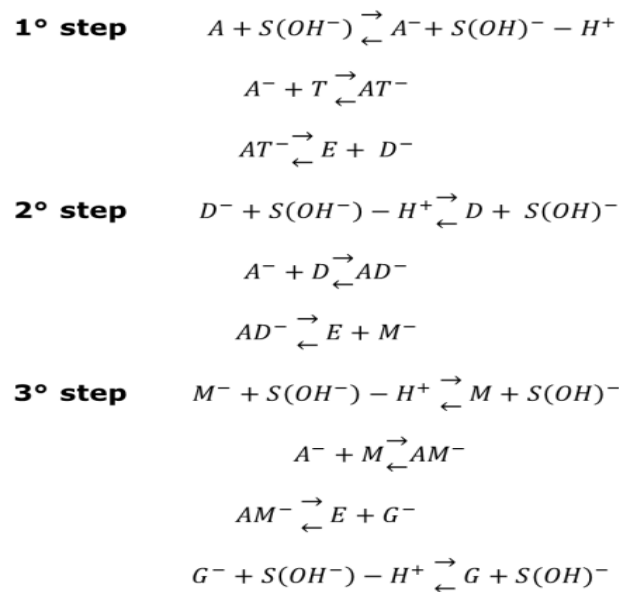 1° step A + S(OH⁻) ⇄ A⁻ + S(OH)⁻ − H⁺
A⁻ + T ⇄ AT⁻
AT⁻ ⇄ E + D⁻
2° step D⁻ + S(OH⁻) − H⁺ ⇄ D + S(OH)⁻
A⁻ + D ⇄ AD⁻
AD⁻ ⇄ E + M⁻
3° step M⁻ + S(OH⁻) − H⁺ ⇄ M + S(OH)⁻
A⁻ + M ⇄ AM⁻
AM⁻ ⇄ E + G⁻
G⁻ + S(OH⁻) − H⁺ ⇄ G + S(OH)⁻